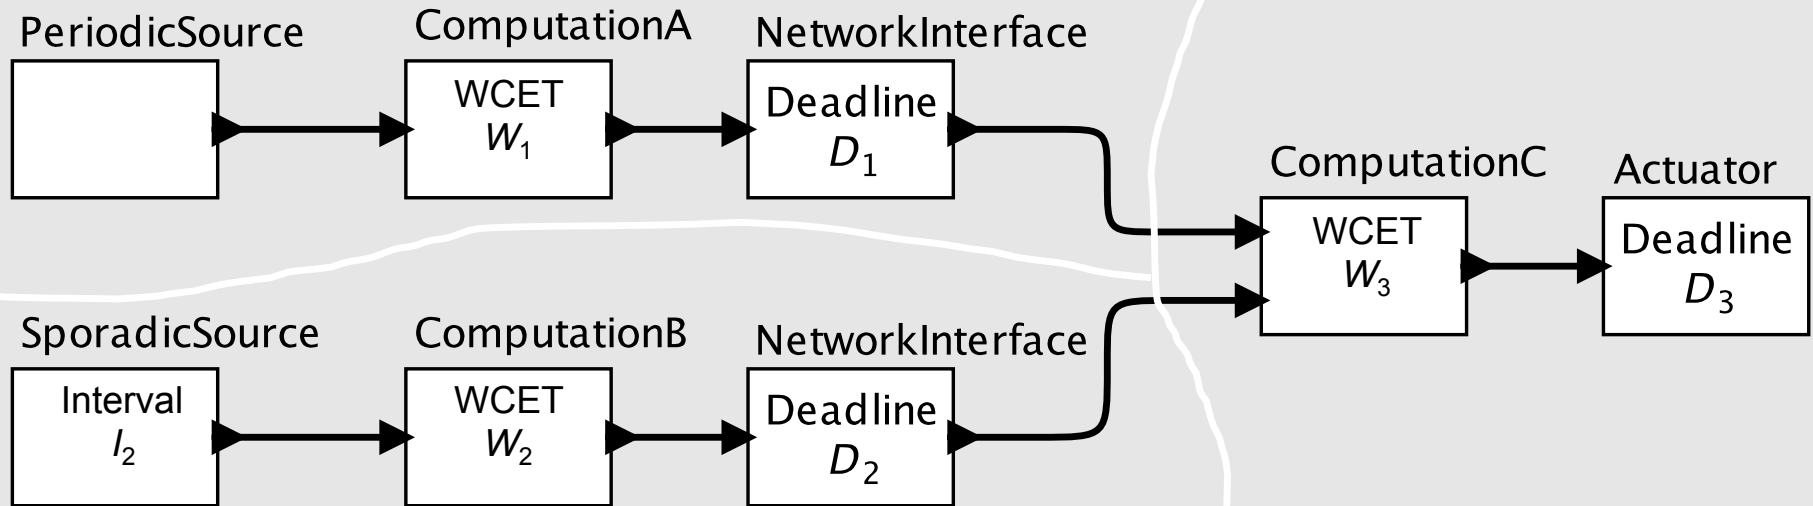 PeriodicSource
ComputationA
NetworkInterface
WCET
W₁
Deadline
D₁
ComputationC
Actuator
WCET
W₃
Deadline
D₃
SporadicSource
ComputationB
NetworkInterface
Interval
I₂
WCET
W₂
Deadline
D₂